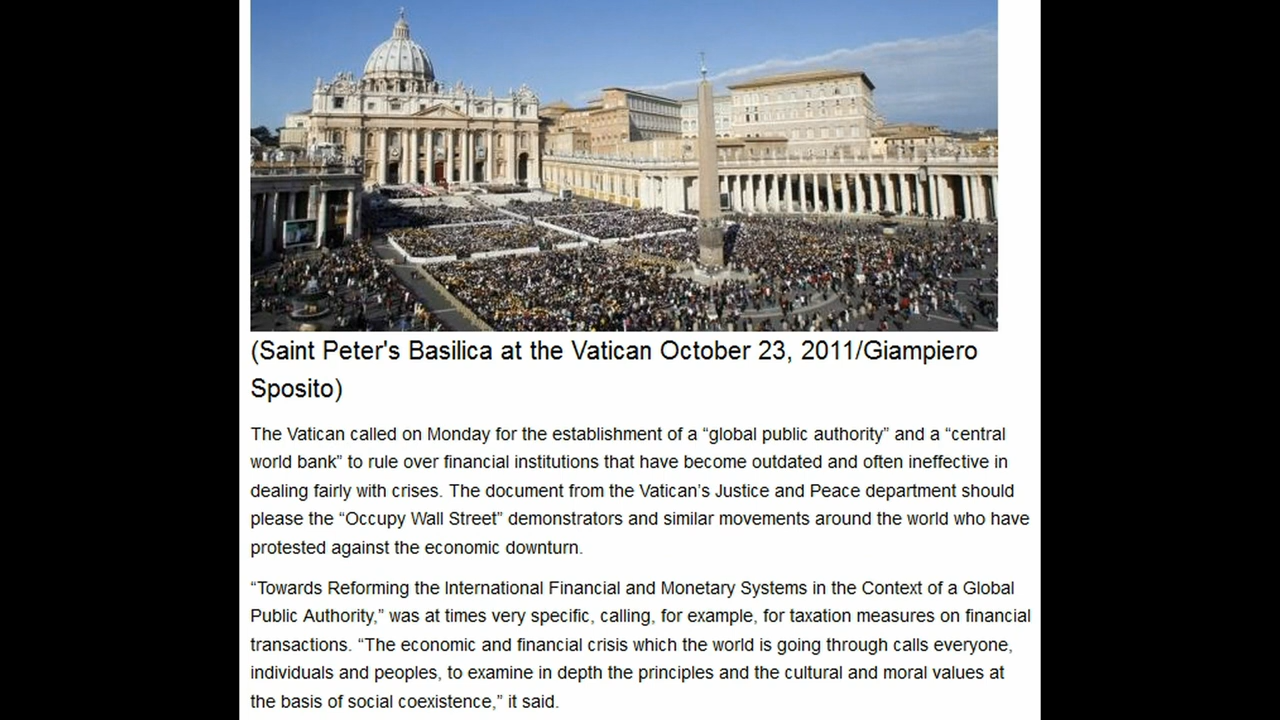 (Saint Peter's Basilica at the Vatican October 23, 2011/Giampiero
Sposito)
The Vatican called on Monday for the establishment of a “global public authority” and a “central
world bank” to rule over financial institutions that have become outdated and often ineffective in
dealing fairly with crises. The document from the Vatican’s Justice and Peace department should
please the “Occupy Wall Street” demonstrators and similar movements around the world who have
protested against the economic downturn.
“Towards Reforming the International Financial and Monetary Systems in the Context of a Global
Public Authority,” was at times very specific, calling, for example, for taxation measures on financial
transactions. “The economic and financial crisis which the world is going through calls everyone,
individuals and peoples, to examine in depth the principles and the cultural and moral values at
the basis of social coexistence,” it said.